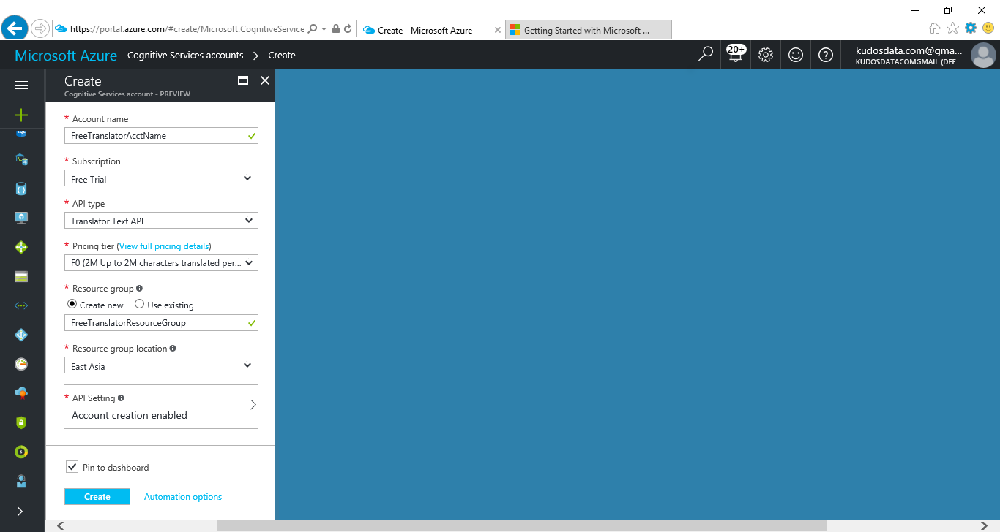 https://portal.azure.com/#create/Microsoft.CognitiveService
Create - Microsoft Azure
Getting Started with Microsoft ...
Microsoft Azure
Cognitive Services accounts > Create
20+
kudosdata.com@gma...
KUDOSDATACOMGMAIL (DEF...
Create
Cognitive Services account - PREVIEW
* Account name
FreeTranslatorAcctName
* Subscription
Free Trial
* API type
Translator Text API
* Pricing tier (View full pricing details)
F0 (2M Up to 2M characters translated per...
* Resource group
Create new
Use existing
FreeTranslatorResourceGroup
* Resource group location
East Asia
* API Setting
Account creation enabled
Pin to dashboard
Create
Automation options